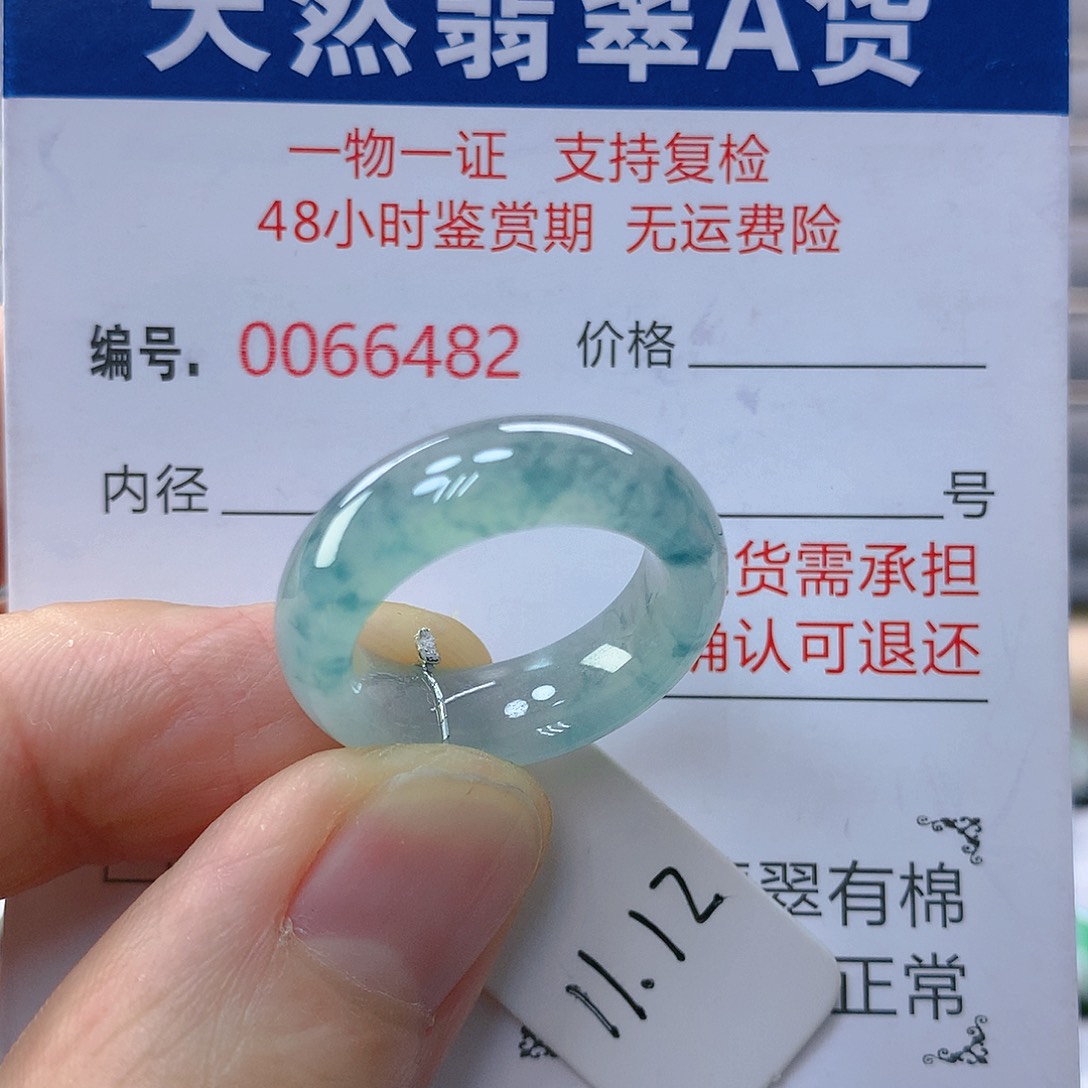 天然翡翠A货
一物一证 支持复检
48小时鉴赏期 无运费险
编号. 0066482 价格
内径 号
货需承担
确认可退还
翠有棉
正常
11.12